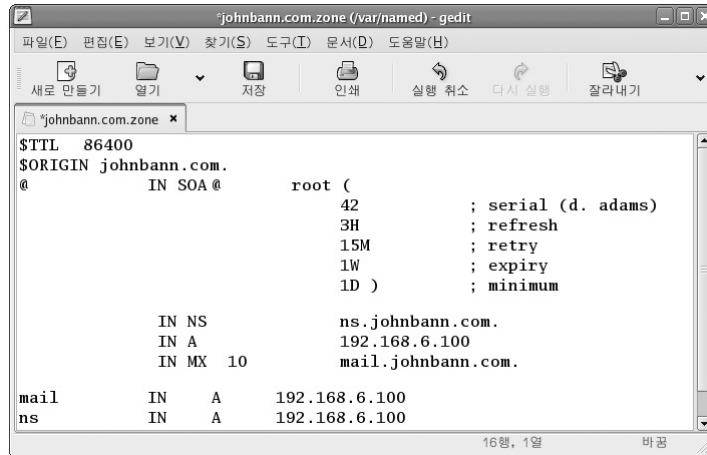 *johnbann.com.zone (/var/named) - gedit
파일(F) 편집(E) 보기(V) 찾기(S) 도구(T) 문서(D) 도움말(H)
새로 만들기 열기 저장 인쇄 실행 취소 다시 실행 잘라내기
*johnbann.com.zone
$TTL 86400
$ORIGIN johnbann.com.
@ IN SOA @ root (
42 ; serial (d. adams)
3H ; refresh
15M ; retry
1W ; expiry
1D ) ; minimum
IN NS ns.johnbann.com.
IN A 192.168.6.100
IN MX 10 mail.johnbann.com.
mail IN A 192.168.6.100
ns IN A 192.168.6.100
16행, 1열 바꿈